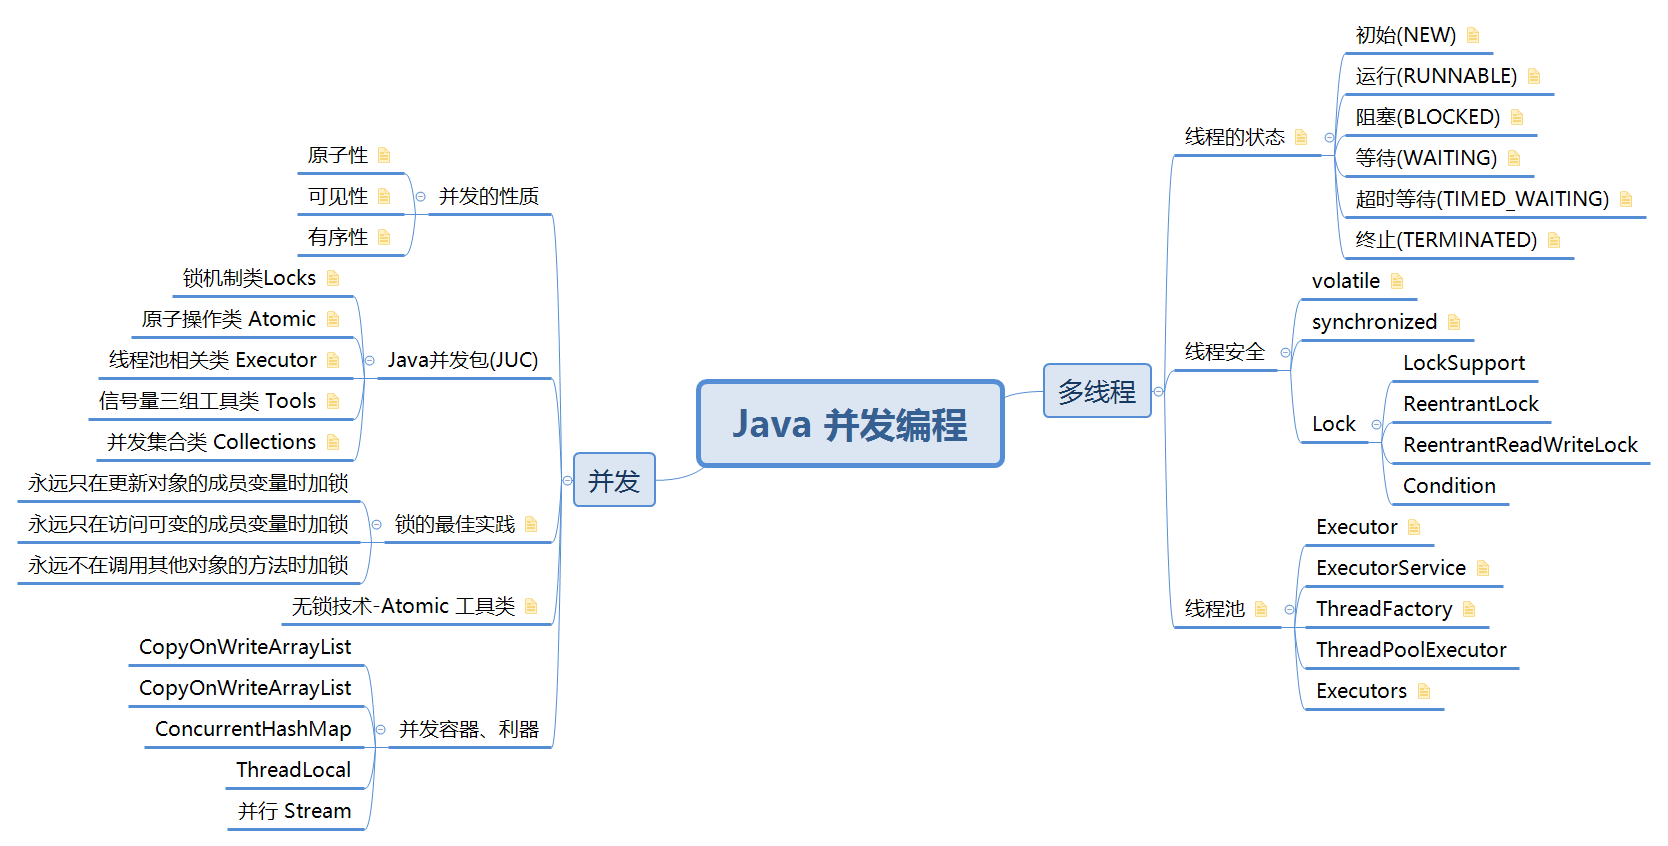 Java 并发编程
多线程
线程的状态
初始(NEW)
运行(RUNNABLE)
阻塞(BLOCKED)
等待(WAITING)
超时等待(TIMED_WAITING)
终止(TERMINATED)
线程安全
volatile
synchronized
Lock
LockSupport
ReentrantLock
ReentrantReadWriteLock
Condition
线程池
Executor
ExecutorService
ThreadFactory
ThreadPoolExecutor
Executors
并发
并发的性质
原子性
可见性
有序性
Java并发包(JUC)
锁机制类Locks
原子操作类 Atomic
线程池相关类 Executor
信号量三组工具类 Tools
并发集合类 Collections
锁的最佳实践
永远只在更新对象的成员变量时加锁
永远只在访问可变的成员变量时加锁
永远不在调用其他对象的方法时加锁
无锁技术-Atomic 工具类
并发容器、利器
CopyOnWriteArrayList
CopyOnWriteArrayList
ConcurrentHashMap
ThreadLocal
并行 Stream